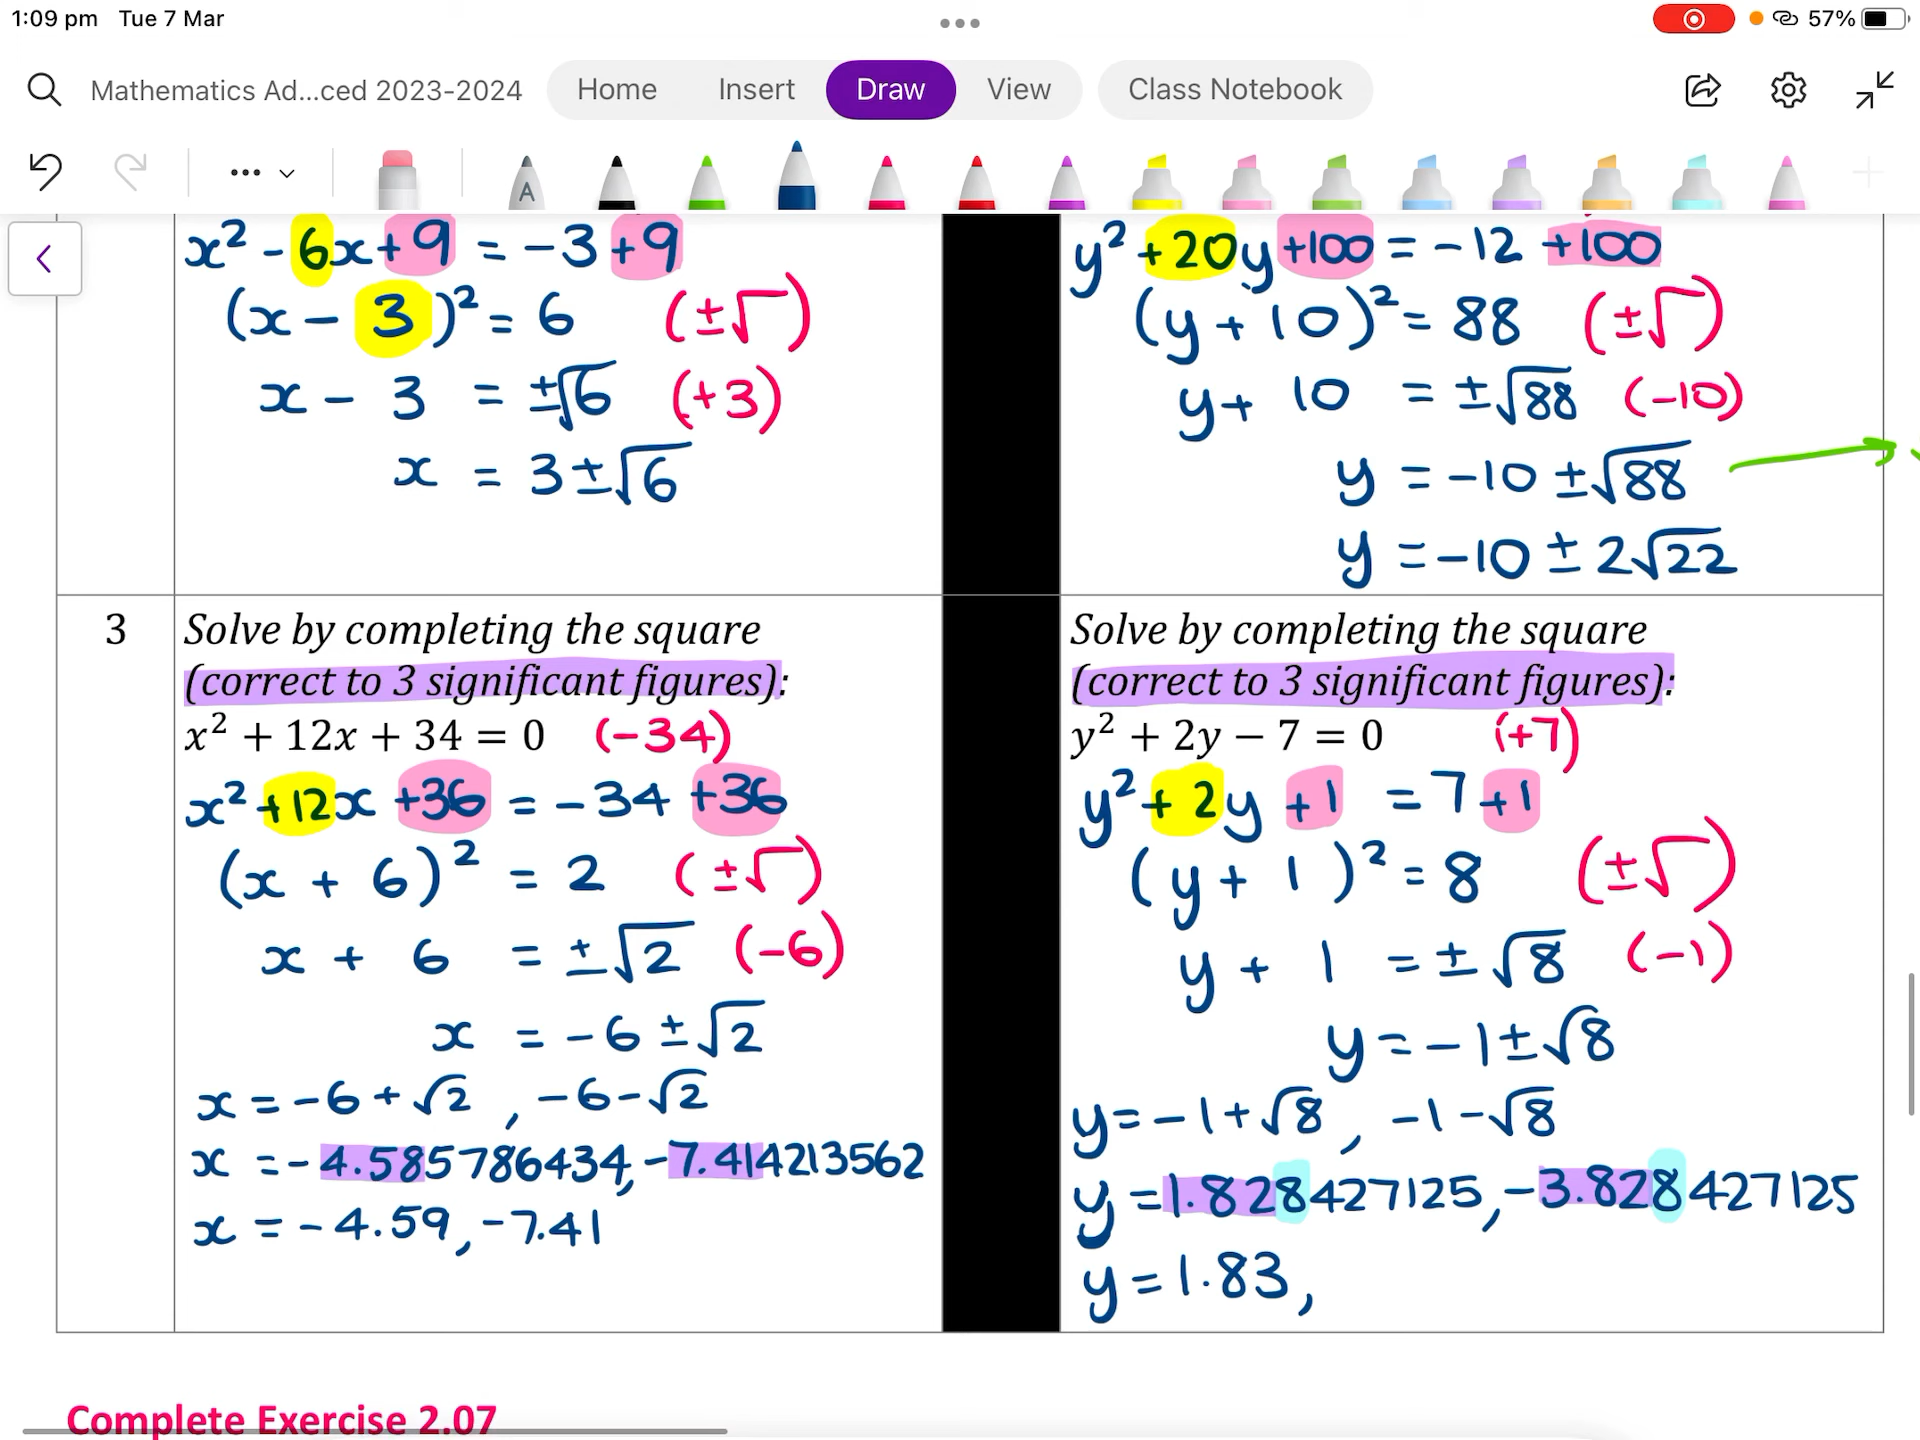 1:09 pm Tue 7 Mar
57%
Mathematics Ad...ced 2023-2024
Home
Insert
Draw
View
Class Notebook
A
x² - 6x + 9 = -3 + 9
(x - 3)² = 6 (±√)
x - 3 = ±√6 (+3)
x = 3 ± √6
y² + 20y + 100 = -12 + 100
(y + 10)² = 88 (±√)
y + 10 = ±√88 (-10)
y = -10 ± √88
y = -10 ± 2√22
3
Solve by completing the square
(correct to 3 significant figures):
x² + 12x + 34 = 0 (-34)
x² + 12x + 36 = -34 + 36
(x + 6)² = 2 (±√)
x + 6 = ±√2 (-6)
x = -6 ± √2
x = -6 + √2 , -6 - √2
x = -4.585786434, -7.414213562
x = -4.59, -7.41
Solve by completing the square
(correct to 3 significant figures):
y² + 2y - 7 = 0 (+7)
y² + 2y + 1 = 7 + 1
(y + 1)² = 8 (±√)
y + 1 = ±√8 (-1)
y = -1 ± √8
y = -1 + √8, -1 - √8
y = 1.828427125, -3.828427125
y = 1.83,
Complete Exercise 2.07